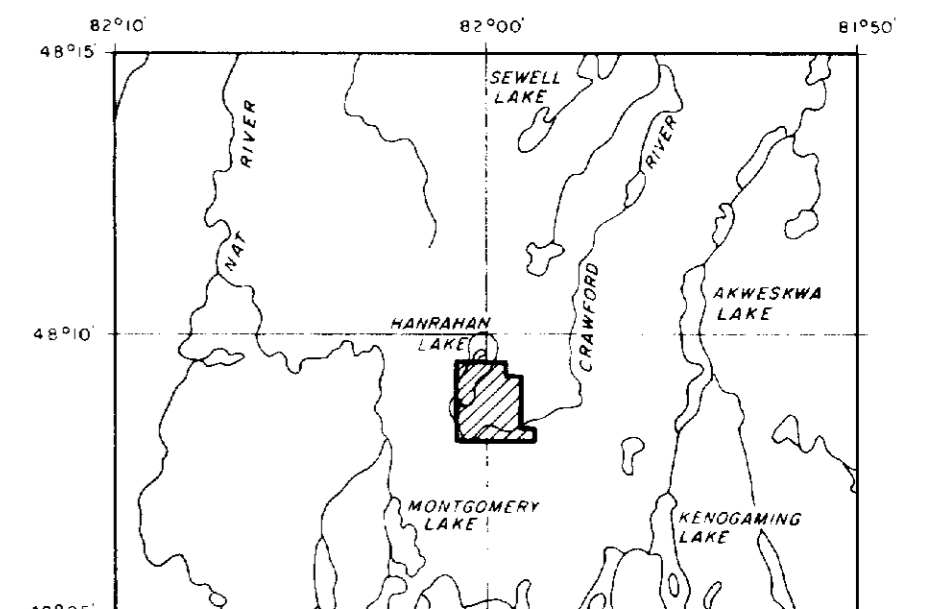 82°10' 82°00' 81°50'
48°15'
SEWELL
LAKE
RIVER
RIVER
NAT
AKWESKWA
LAKE
CRAWFORD
HANRAHAN
LAKE
48°10'
MONTGOMERY
LAKE
KENOGAMING
LAKE